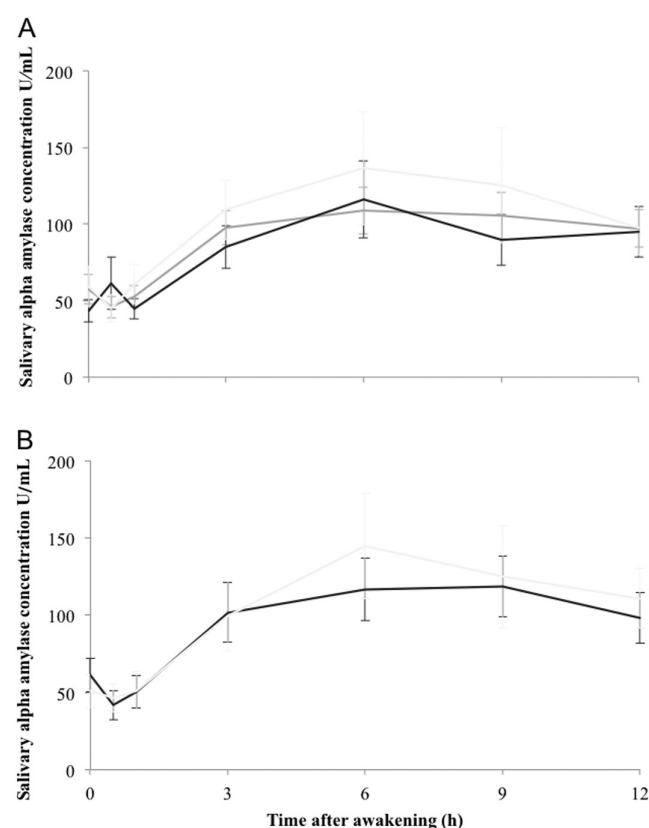 A
Salivary alpha amylase concentration U/mL
200
150
100
50
0
B
Salivary alpha amylase concentration U/mL
200
150
100
50
0
0 3 6 9 12
Time after awakening (h)